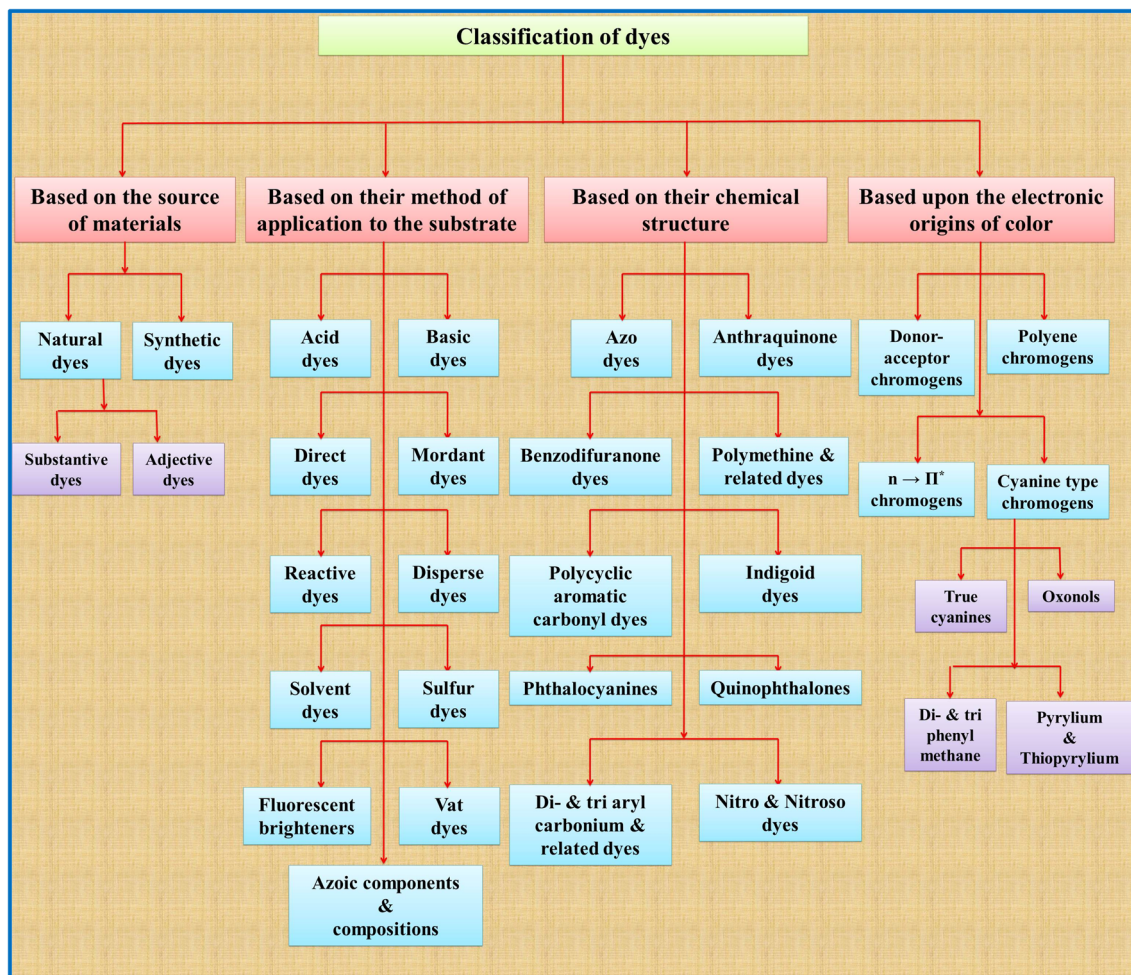 Classification of dyes
Based on the source
of materials
Based on their method of
application to the substrate
Based on their chemical
structure
Based upon the electronic
origins of color
Natural
dyes
Synthetic
dyes
Substantive
dyes
Adjective
dyes
Acid
dyes
Basic
dyes
Direct
dyes
Mordant
dyes
Reactive
dyes
Disperse
dyes
Solvent
dyes
Sulfur
dyes
Fluorescent
brighteners
Vat
dyes
Azoic components
&
compositions
Azo
dyes
Anthraquinone
dyes
Benzodifuranone
dyes
Polymethine &
related dyes
Polycyclic
aromatic
carbonyl dyes
Indigoid
dyes
Phthalocyanines
Quinophthalones
Di- & tri aryl
carbonium &
related dyes
Nitro & Nitroso
dyes
Donor-
acceptor
chromogens
Polyene
chromogens
n → Π*
chromogens
Cyanine type
chromogens
True
cyanines
Oxonols
Di- & tri
phenyl
methane
Pyrylium
&
Thiopyrylium